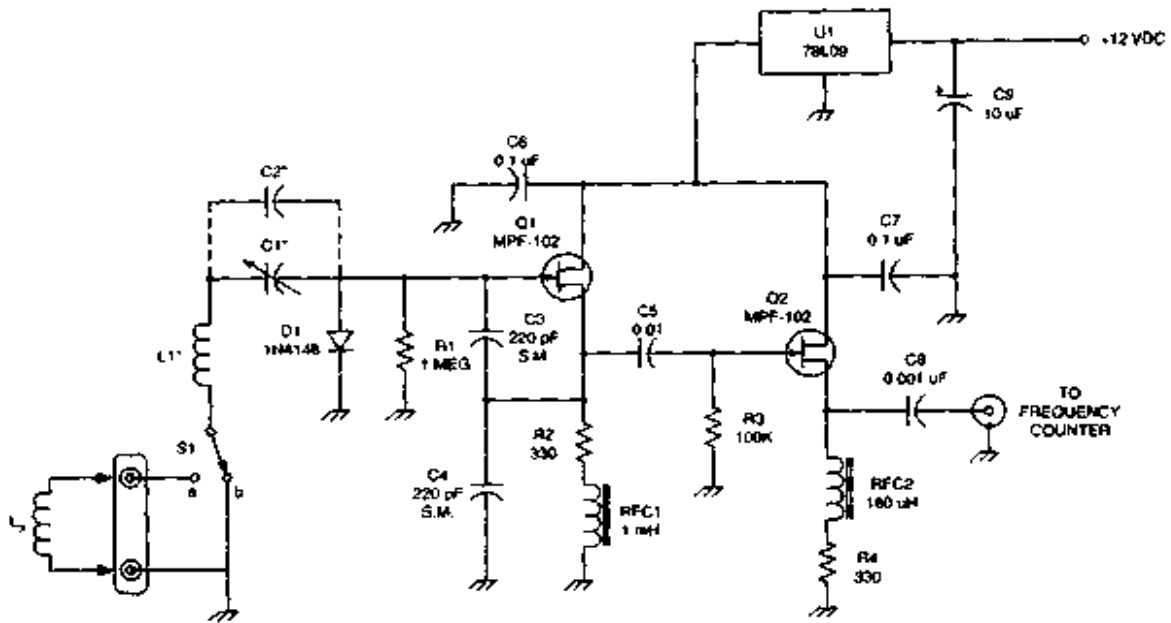 U1
78L09
+12 VDC
C9
10 uF
C6
0.1 uF
C2*
Q1
MPF-102
C1*
C7
0.1 uF
Q2
MPF-102
C5
0.01
C3
220 pF
S.M.
D1
1N4148
R1
1 MEG
L1*
C8
0.001 uF
TO
FREQUENCY
COUNTER
R3
100K
R2
330
S1
a
b
C4
220 pF
S.M.
RFC1
1 mH
RFC2
180 uH
R4
330